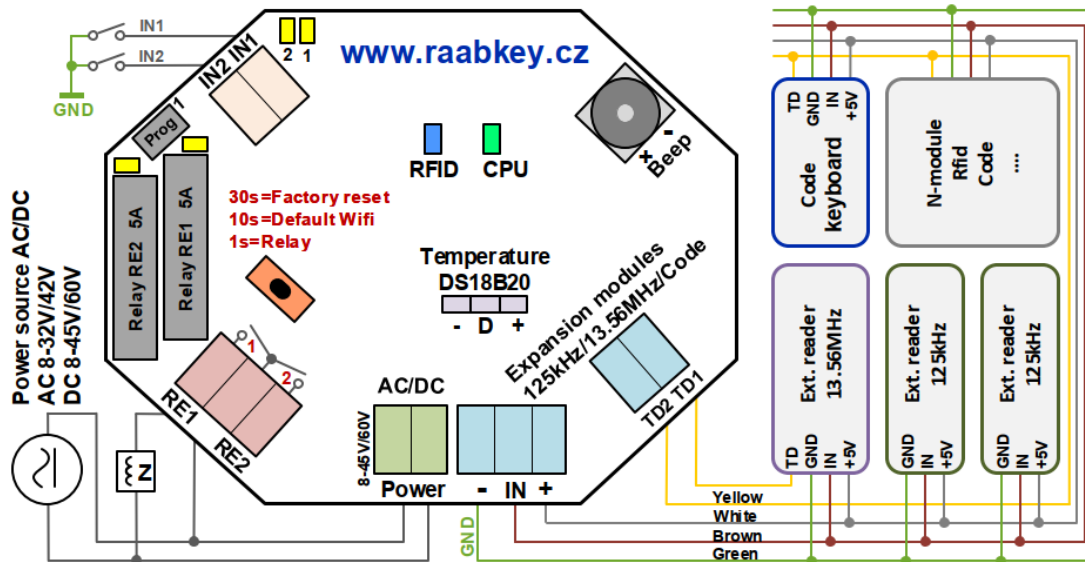 IN1
IN2
GND
IN2 IN1
2 1
www.raabkey.cz
Prog
1
Relay RE2 5A
Relay RE1 5A
RFID
CPU
-
+
Beep
30s=Factory reset
10s=Default Wifi
1s=Relay
Temperature
DS18B20
- D +
Expansion modules
125kHz/13.56MHz/Code
TD2 TD1
1
2
RE1
RE2
AC/DC
8-45V/60V
Power
- IN +
GND
Power source AC/DC
AC 8-32V/42V
DC 8-45V/60V
N
Yellow
White
Brown
Green
TD
GND
IN
+5V
Code
keyboard
N-module
Rfid
Code
....
Ext. reader
13.56MHz
TD
GND
IN
+5V
Ext. reader
125kHz
GND
IN
+5V
Ext. reader
125kHz
GND
IN
+5V